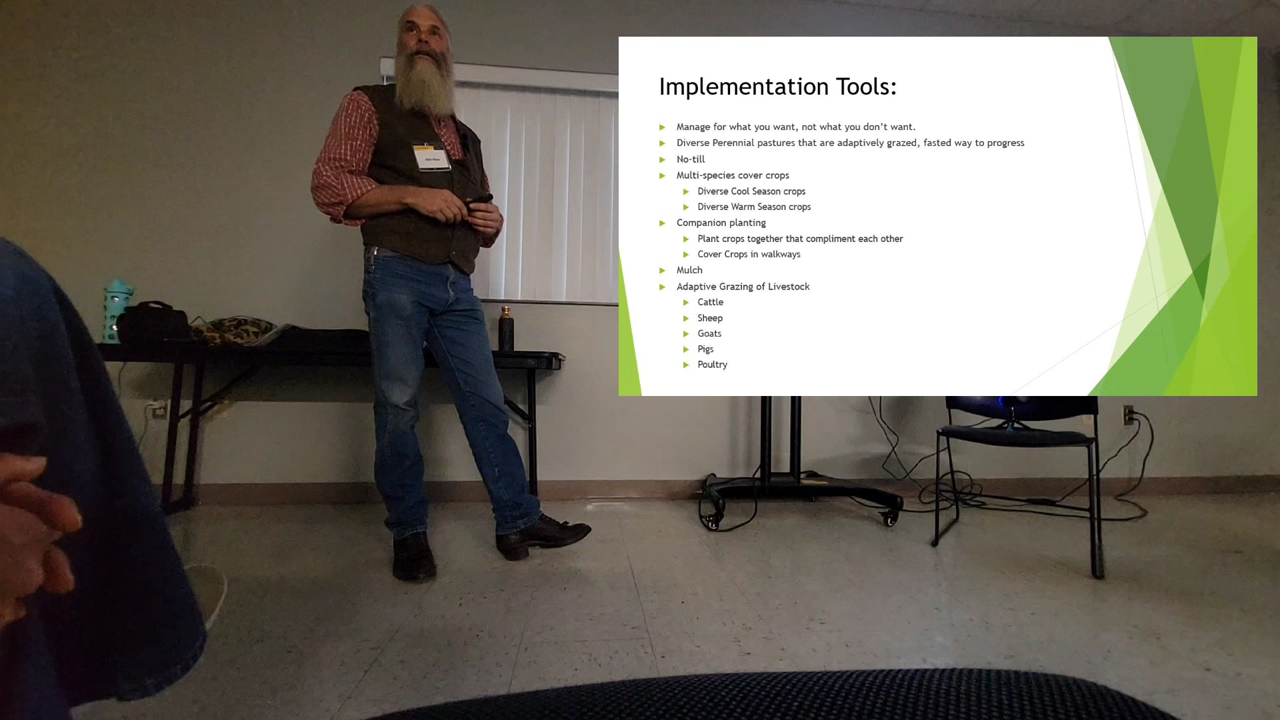 Implementation Tools:
Manage for what you want, not what you don't want.
Diverse Perennial pastures that are adaptively grazed, fasted way to progress
No-till
Multi-species cover crops
Diverse Cool Season crops
Diverse Warm Season crops
Companion planting
Plant crops together that compliment each other
Cover Crops in walkways
Mulch
Adaptive Grazing of Livestock
Cattle
Sheep
Goats
Pigs
Poultry